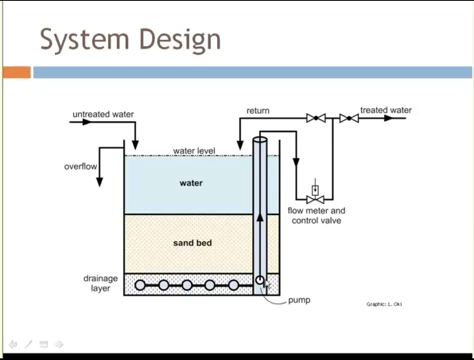 System Design
untreated water
return
treated water
overflow
water level
water
flow meter and
control valve
sand bed
drainage
layer
pump
Graphic: L. Oki